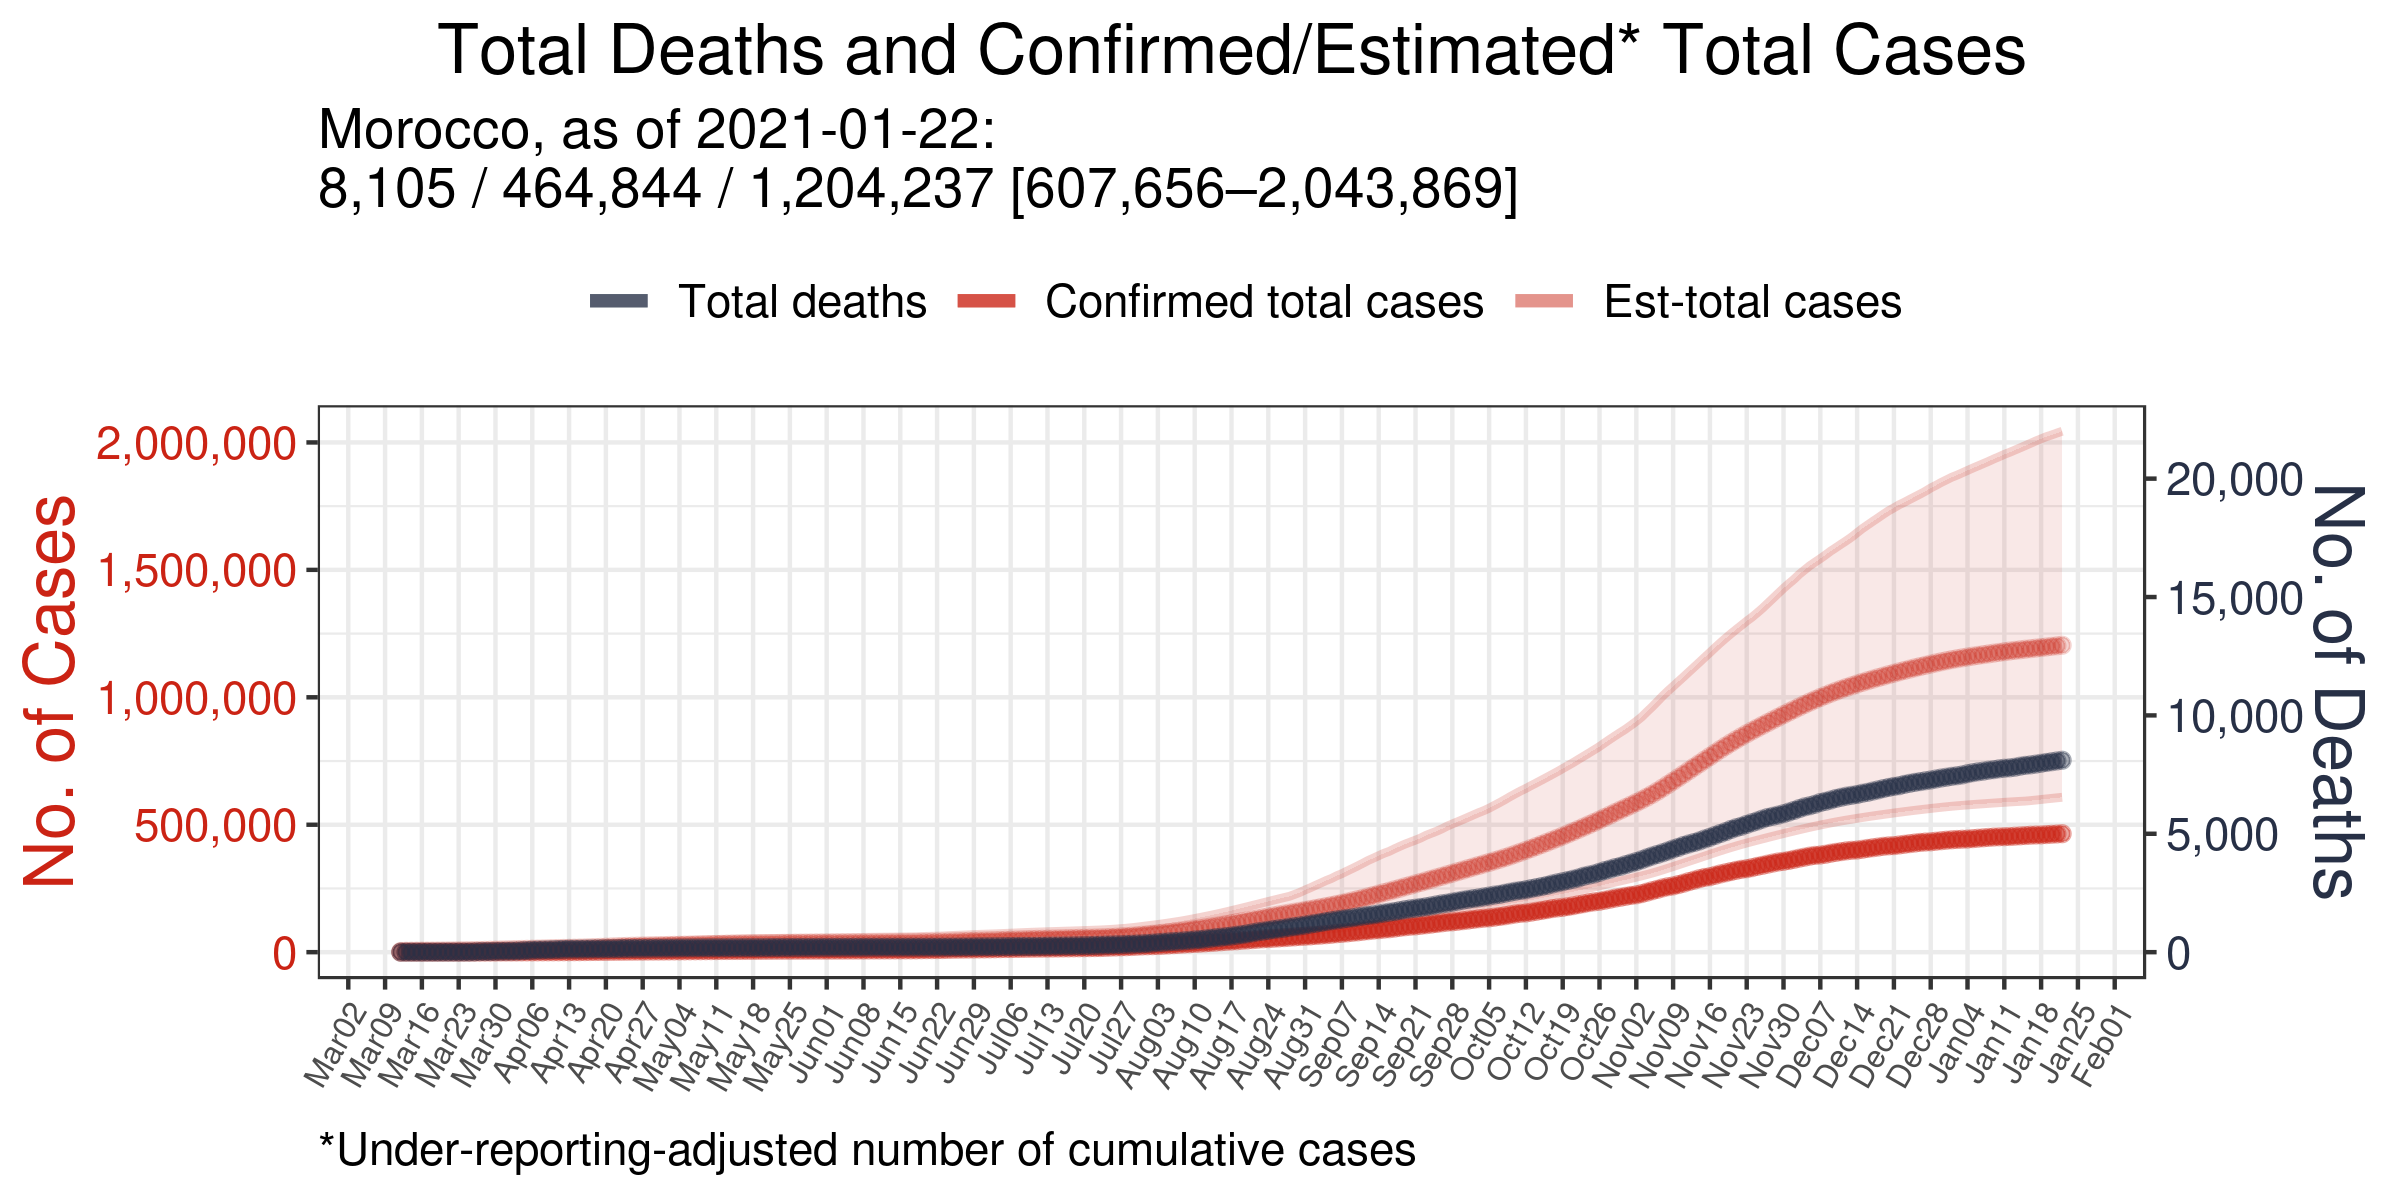 Total Deaths and Confirmed/Estimated* Total Cases
Morocco, as of 2021-01-22:
8,105 / 464,844 / 1,204,237 [607,656–2,043,869]
Total deaths
Confirmed total cases
Est-total cases
No. of Cases
2,000,000
1,500,000
1,000,000
500,000
0
20,000
15,000
10,000
5,000
0
No. of Deaths
Mar02
Mar09
Mar16
Mar23
Mar30
Apr06
Apr13
Apr20
Apr27
May04
May11
May18
May25
Jun01
Jun08
Jun15
Jun22
Jun29
Jul06
Jul13
Jul20
Jul27
Aug03
Aug10
Aug17
Aug24
Aug31
Sep07
Sep14
Sep21
Sep28
Oct05
Oct12
Oct19
Oct26
Nov02
Nov09
Nov16
Nov23
Nov30
Dec07
Dec14
Dec21
Dec28
Jan04
Jan11
Jan18
Jan25
Feb01
*Under-reporting-adjusted number of cumulative cases